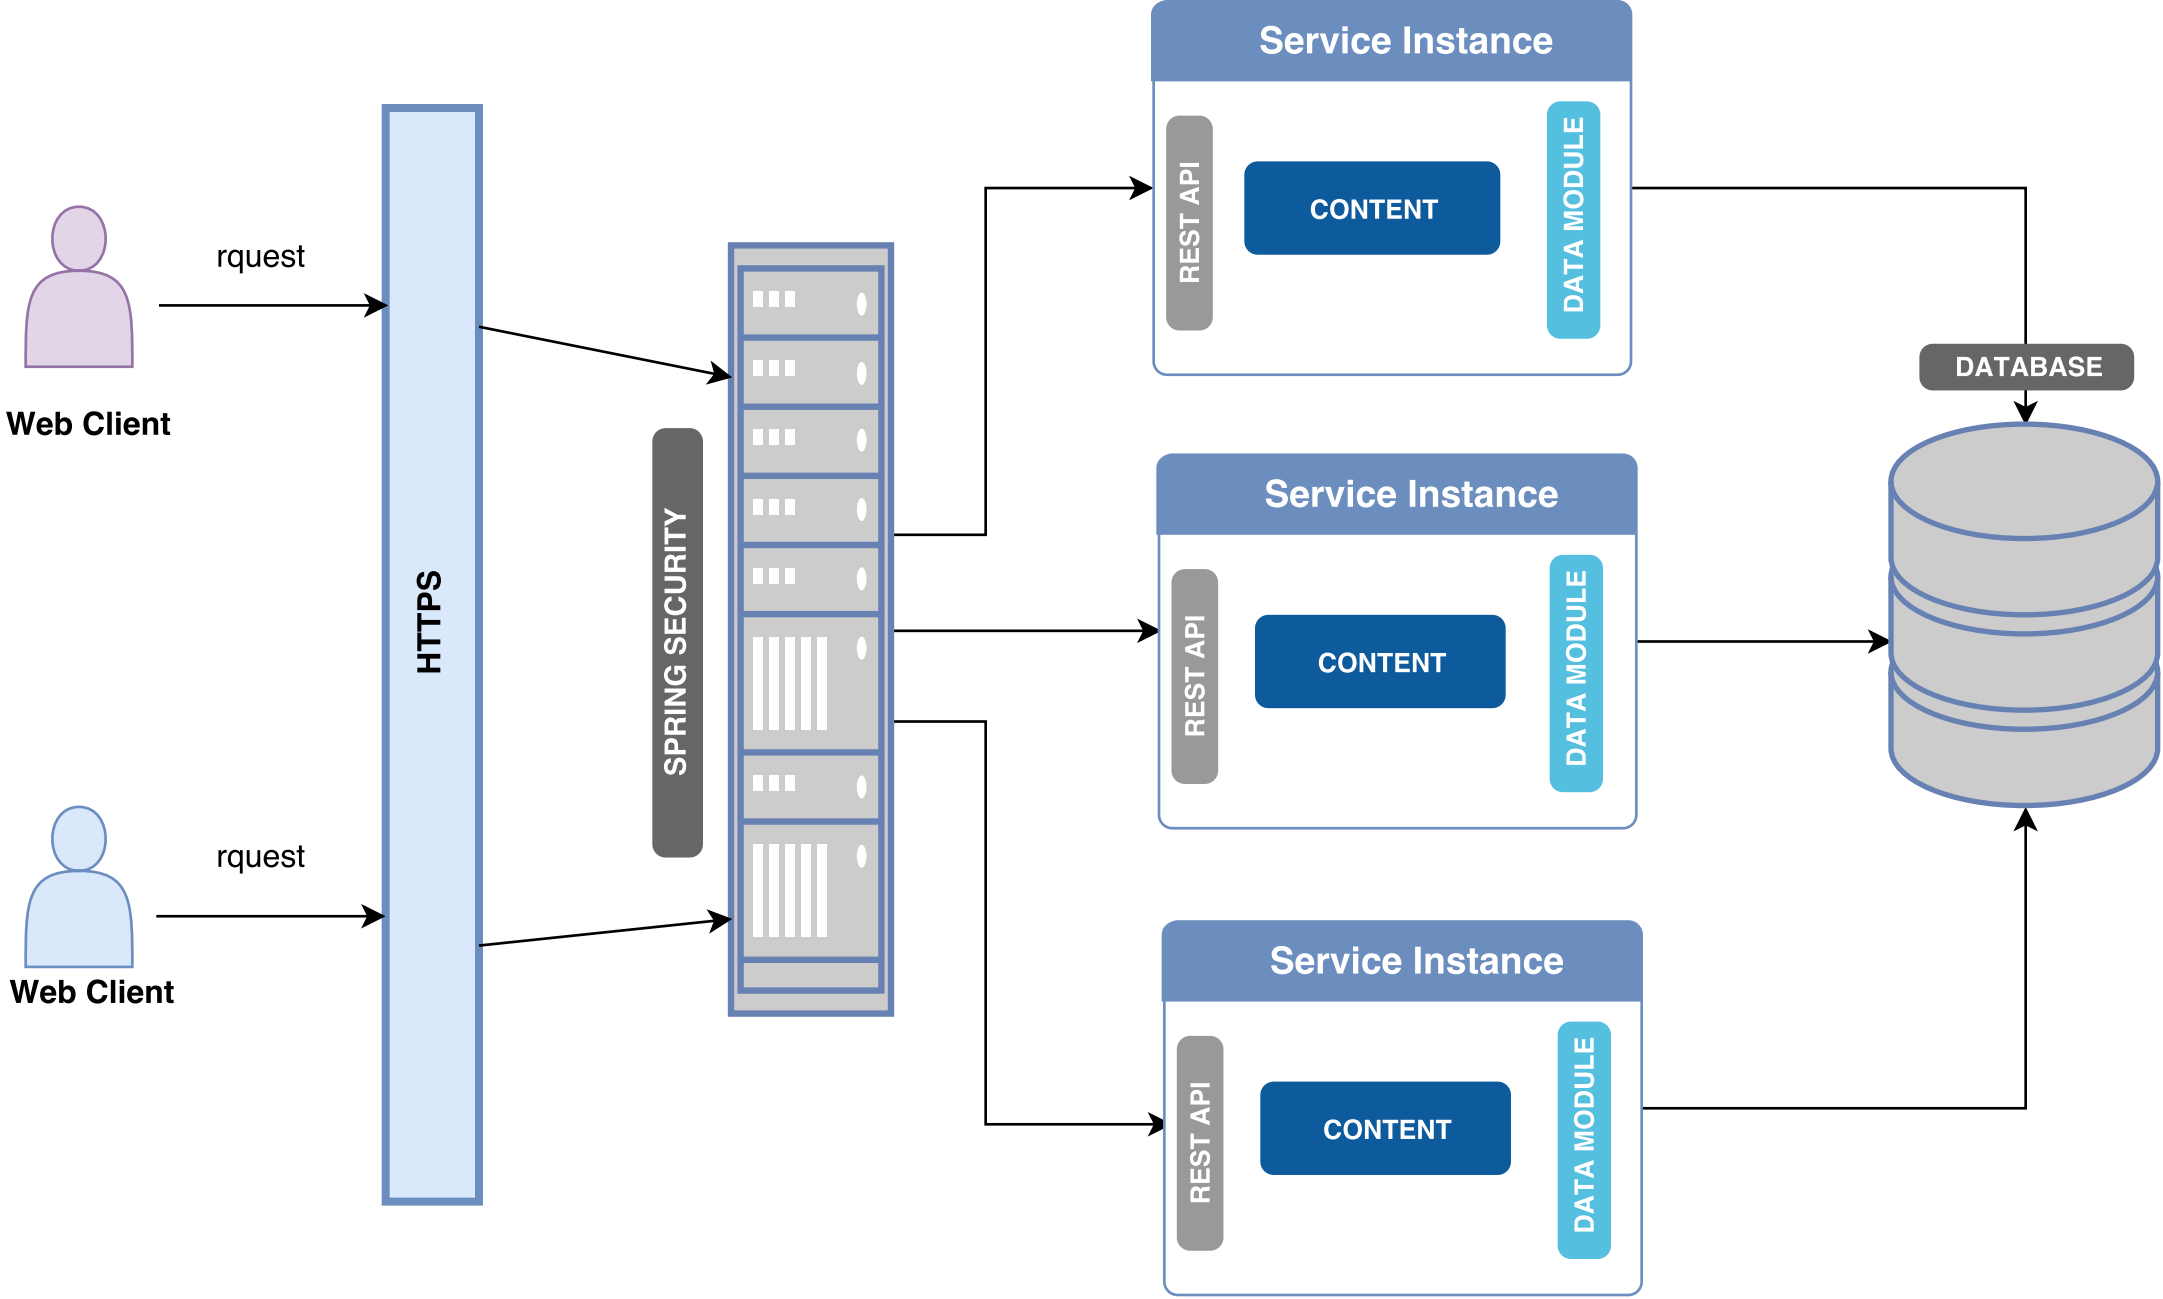 rquest
Web Client
rquest
Web Client
HTTPS
SPRING SECURITY
Service Instance
REST API
CONTENT
DATA MODULE
Service Instance
REST API
CONTENT
DATA MODULE
Service Instance
REST API
CONTENT
DATA MODULE
DATABASE